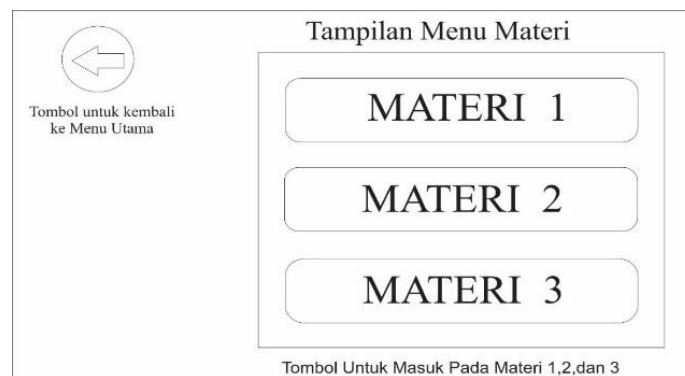 Tampilan Menu Materi
Tombol untuk kembali
ke Menu Utama
MATERI 1
MATERI 2
MATERI 3
Tombol Untuk Masuk Pada Materi 1,2,dan 3